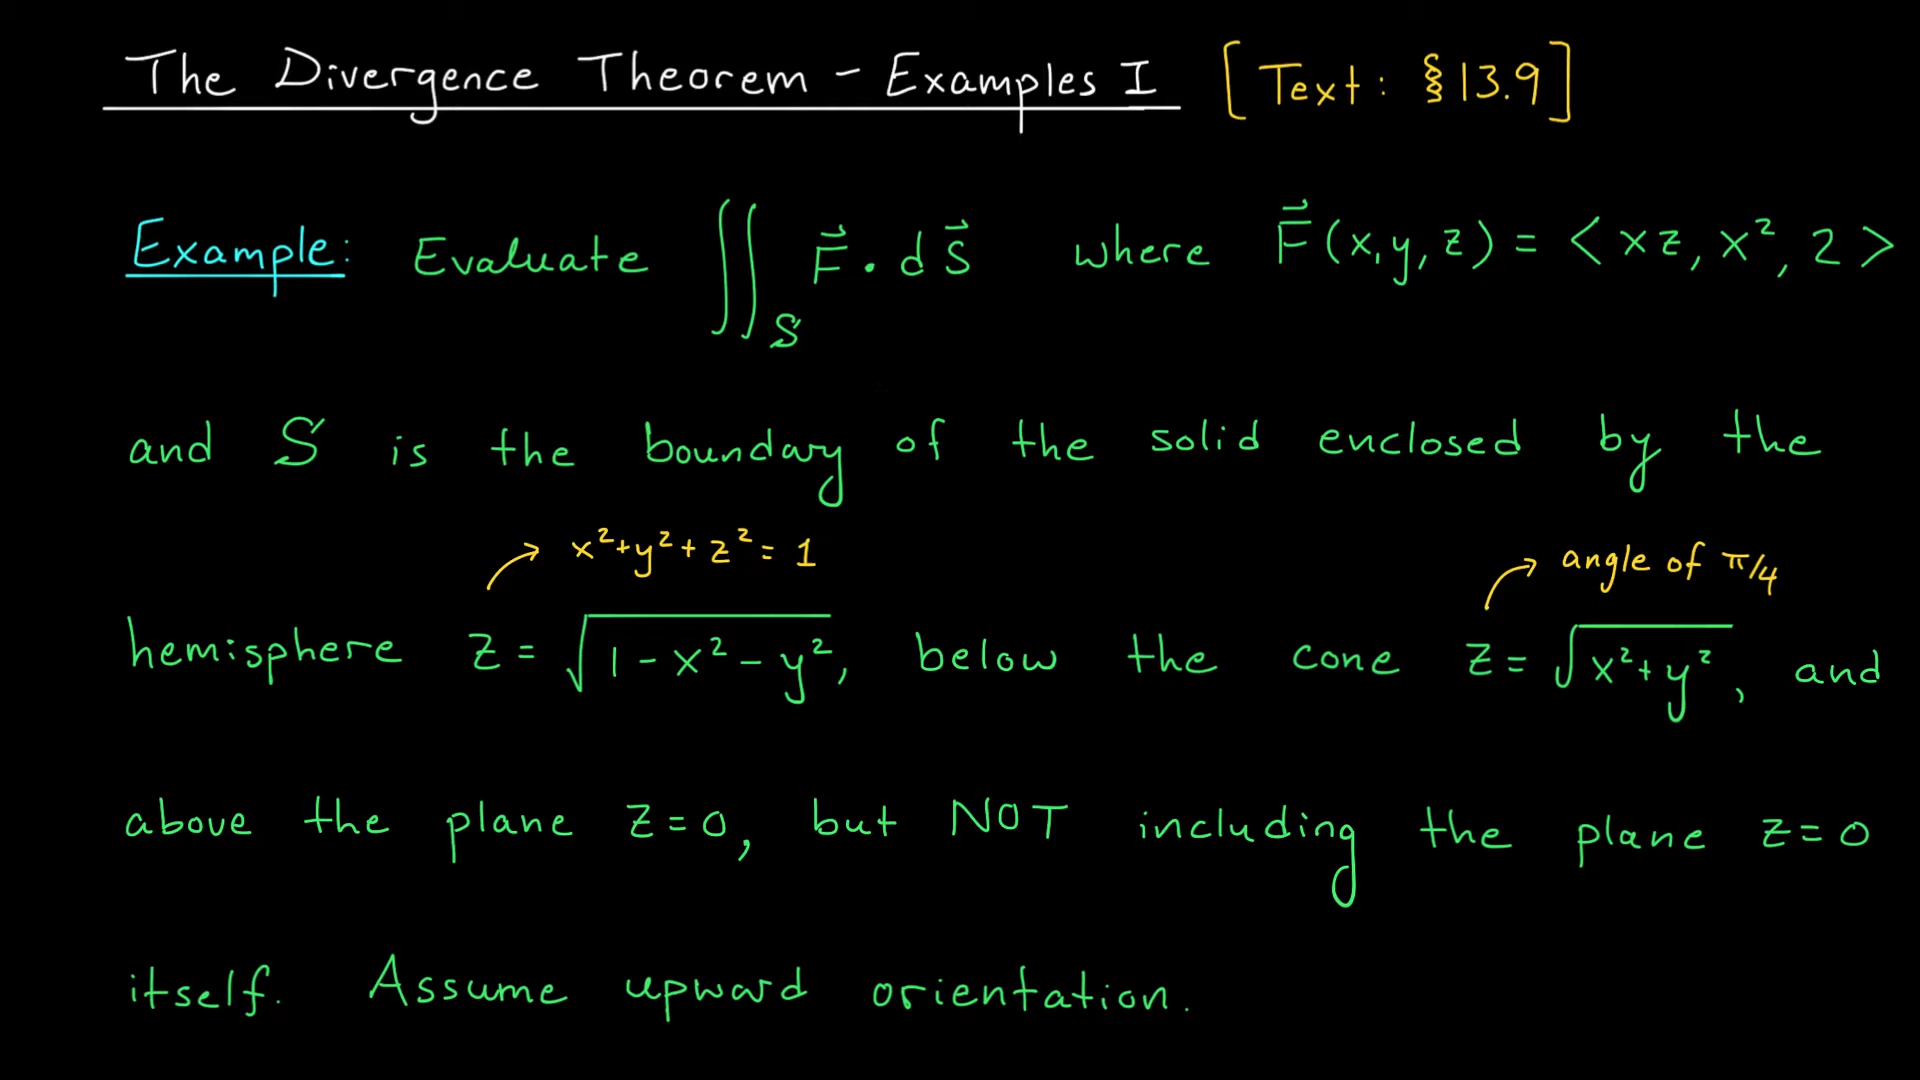 The Divergence Theorem - Examples I [Text: §13.9]
Example: Evaluate ∬_S F⃗ • dS⃗ where F⃗(x,y,z) = <xz, x², 2>
and S is the boundary of the solid enclosed by the
x²+y²+z²=1 angle of π/4
hemisphere z=√(1-x²-y²), below the cone z=√(x²+y²), and
above the plane z=0, but NOT including the plane z=0
itself. Assume upward orientation.